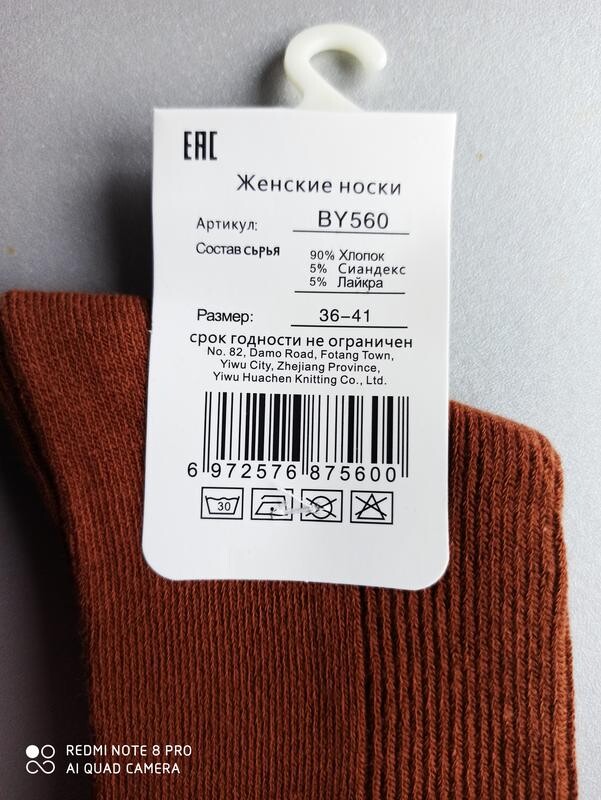 EAC
Женские носки
Артикул: BY560
Состав сырья 90% Хлопок
5% Сиандекс
5% Лайкра
Размер: 36-41
срок годности не ограничен
No. 82, Damo Road, Fotang Town,
Yiwu City, Zhejiang Province,
Yiwu Huachen Knitting Co., Ltd.
6 972576 875600
30
REDMI NOTE 8 PRO
AI QUAD CAMERA